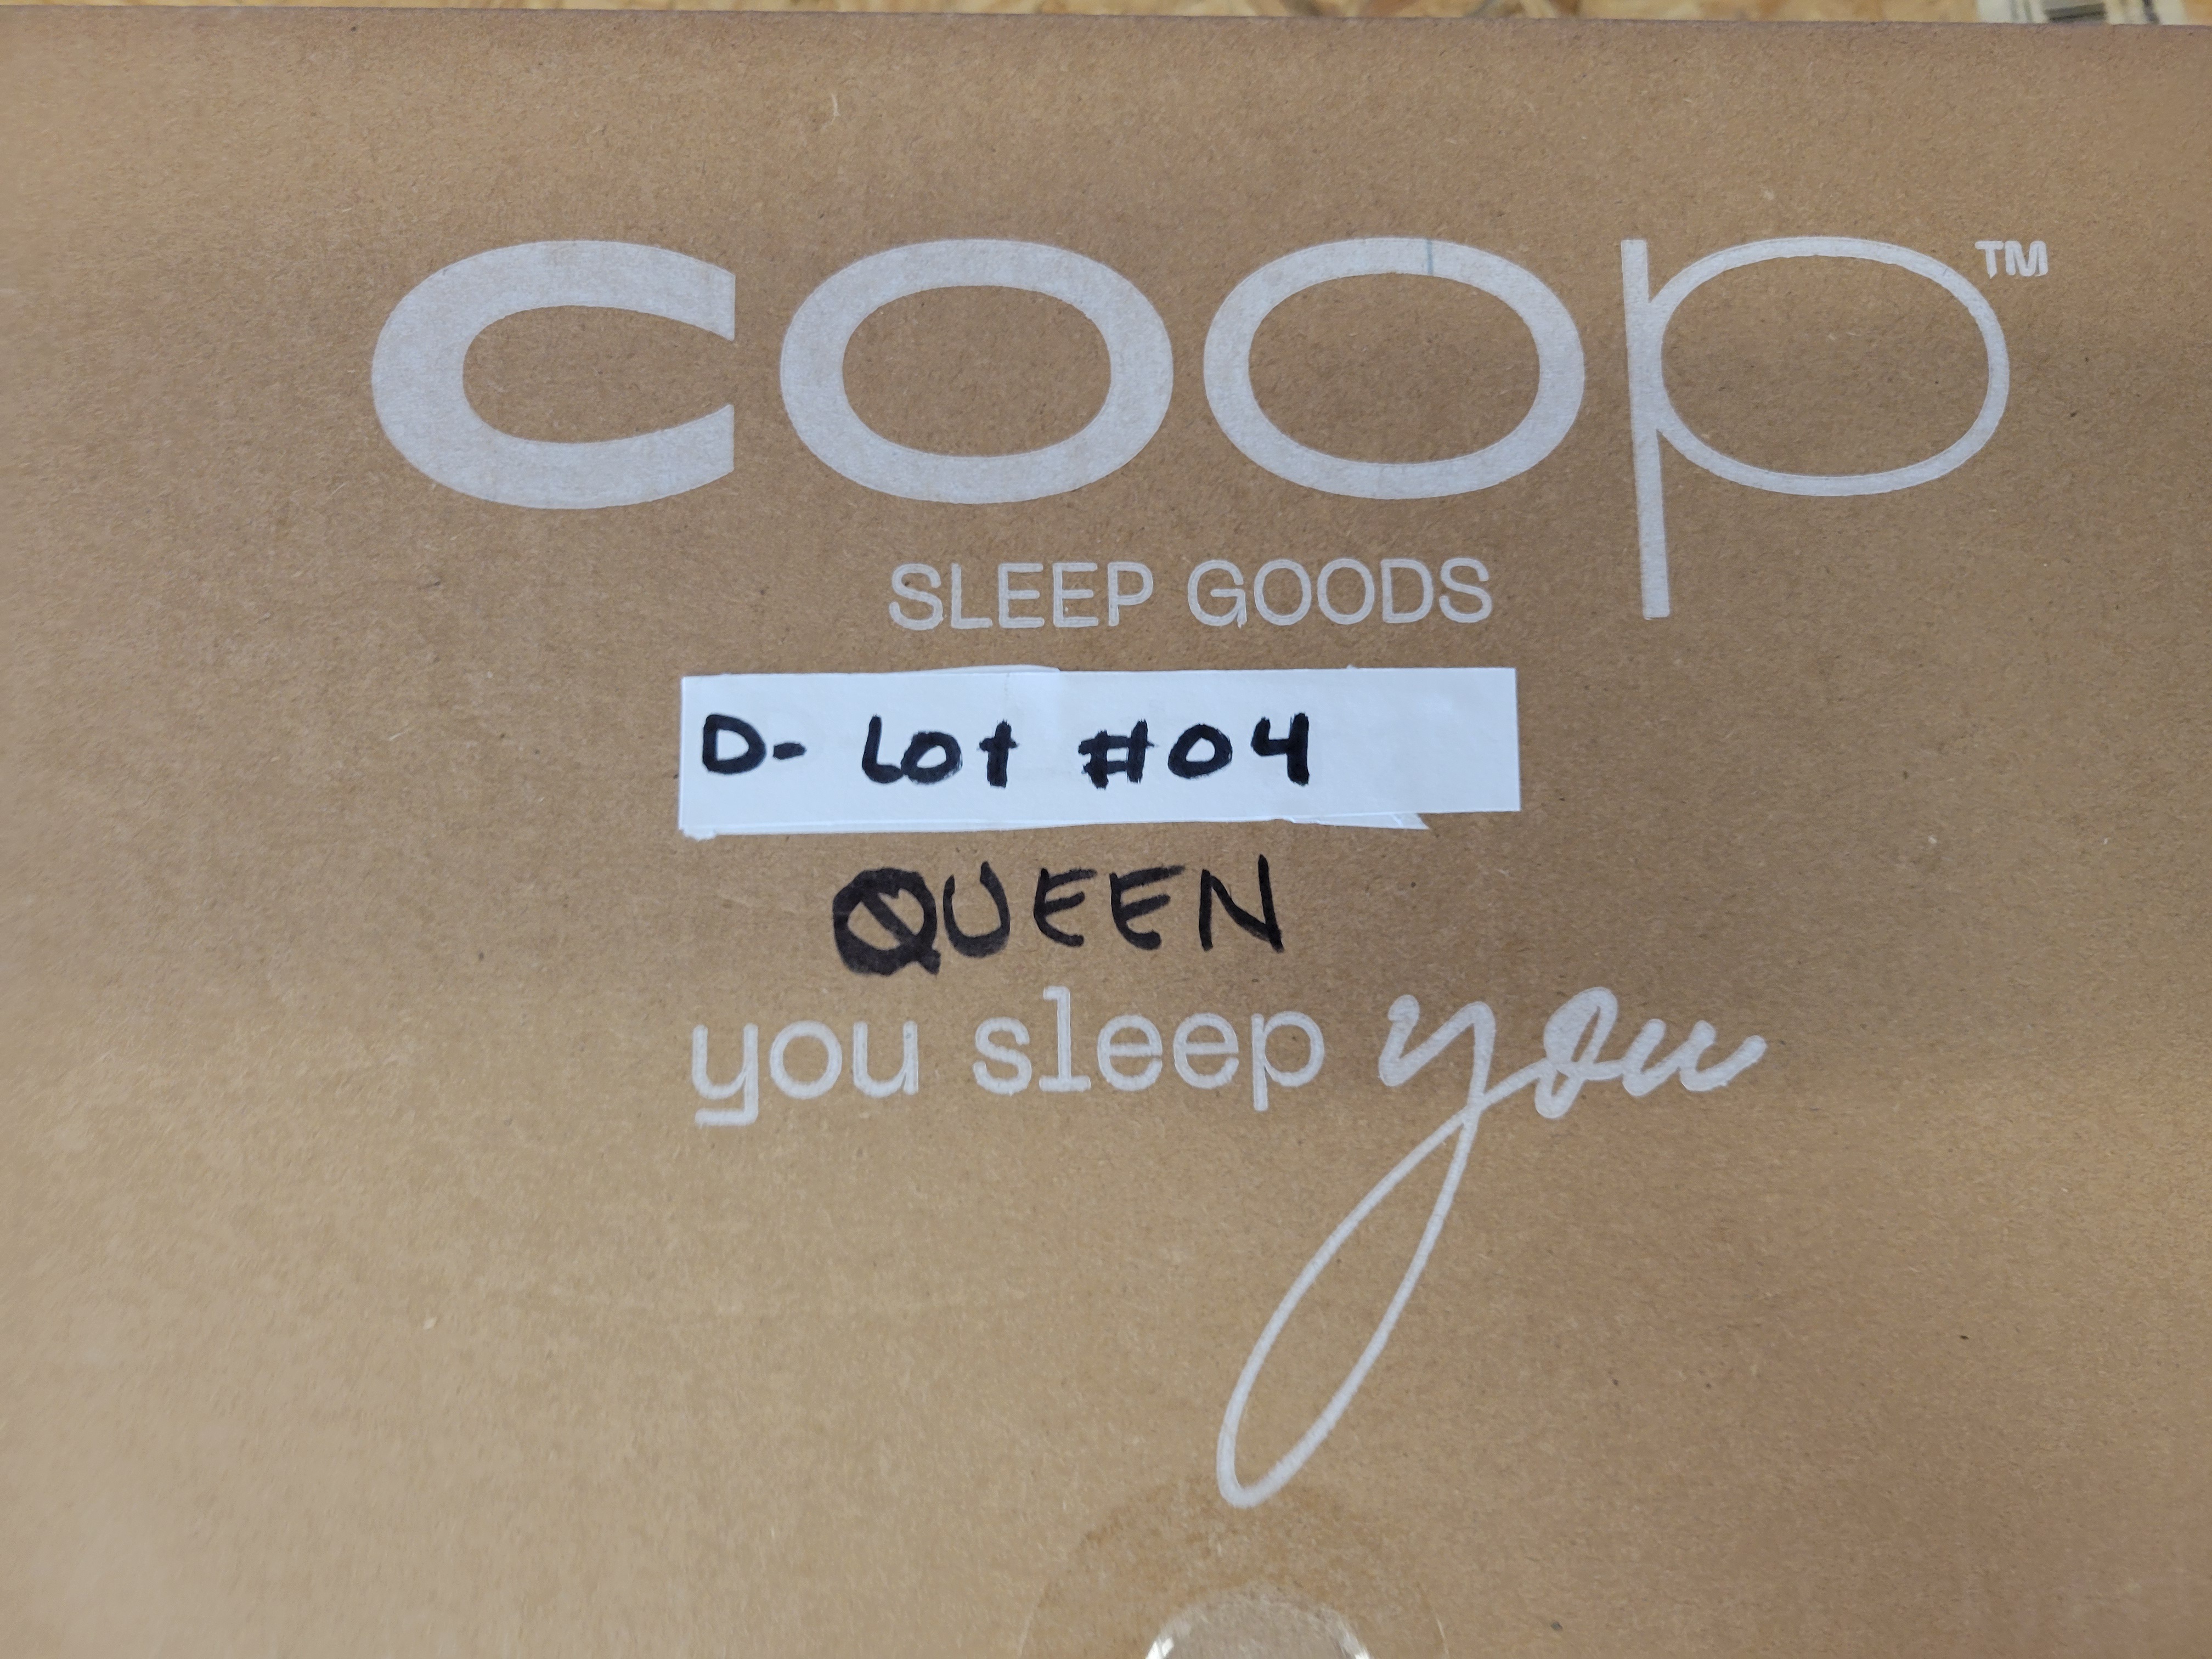 coop™
SLEEP GOODS
D- Lot #04
QUEEN
you sleep you